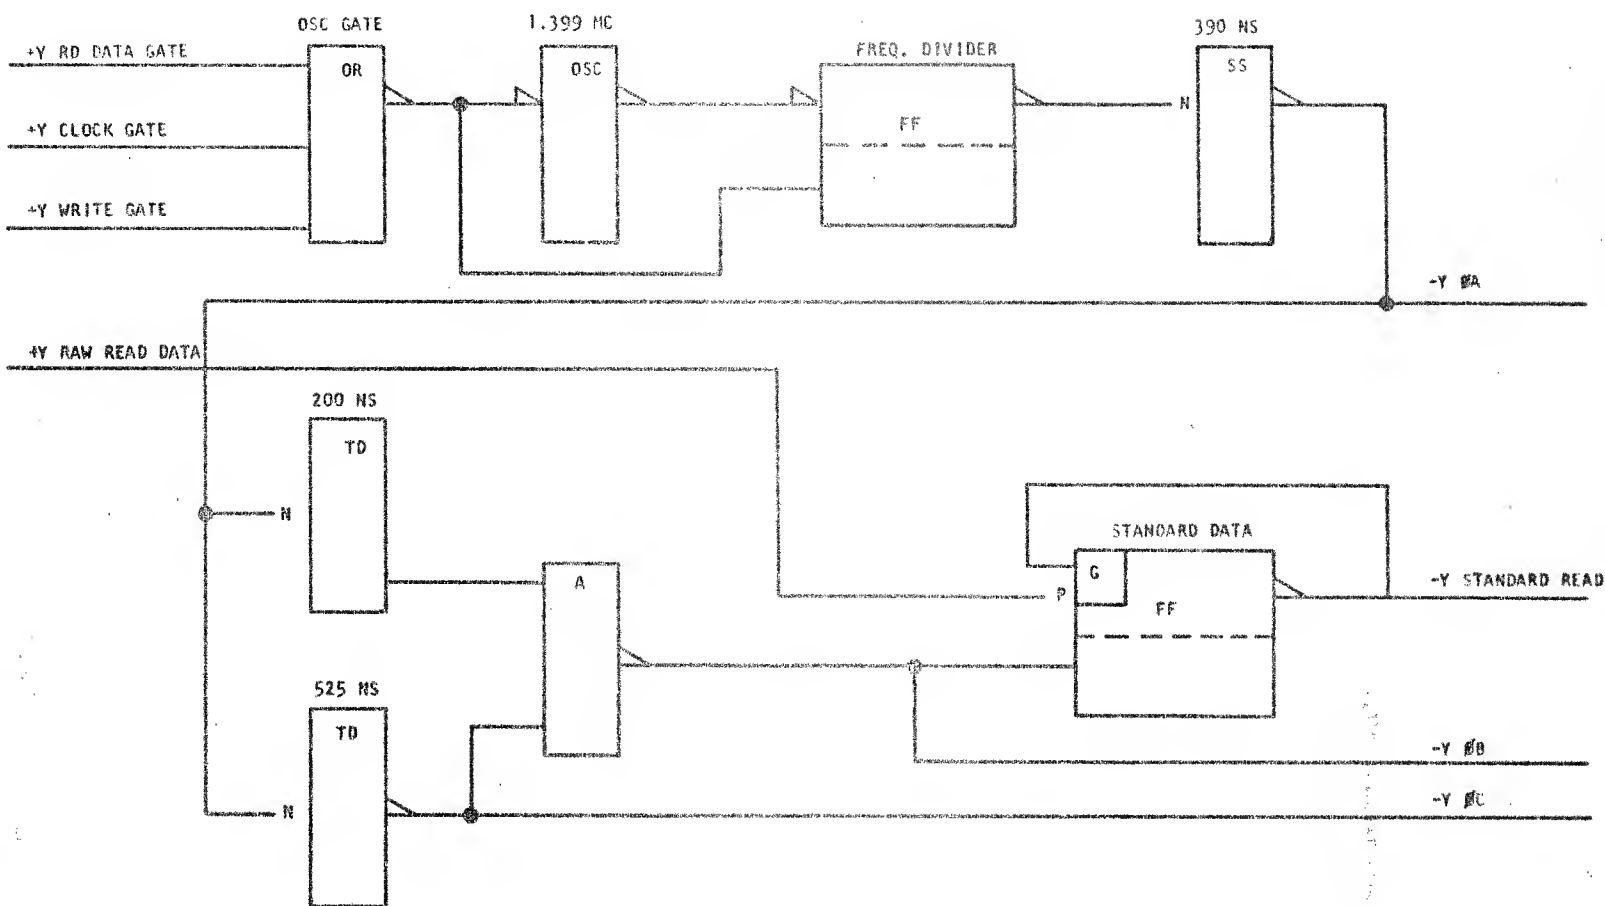 OSC GATE
1.399 MC
390 NS
+Y RD DATA GATE
OR
OSC
FREQ. DIVIDER
SS
N
+Y CLOCK GATE
FF
+Y WRITE GATE
-Y ØA
+Y RAW READ DATA
200 NS
TD
N
STANDARD DATA
A
G
P
FF
-Y STANDARD READ
525 NS
TD
-Y ØB
N
-Y ØC